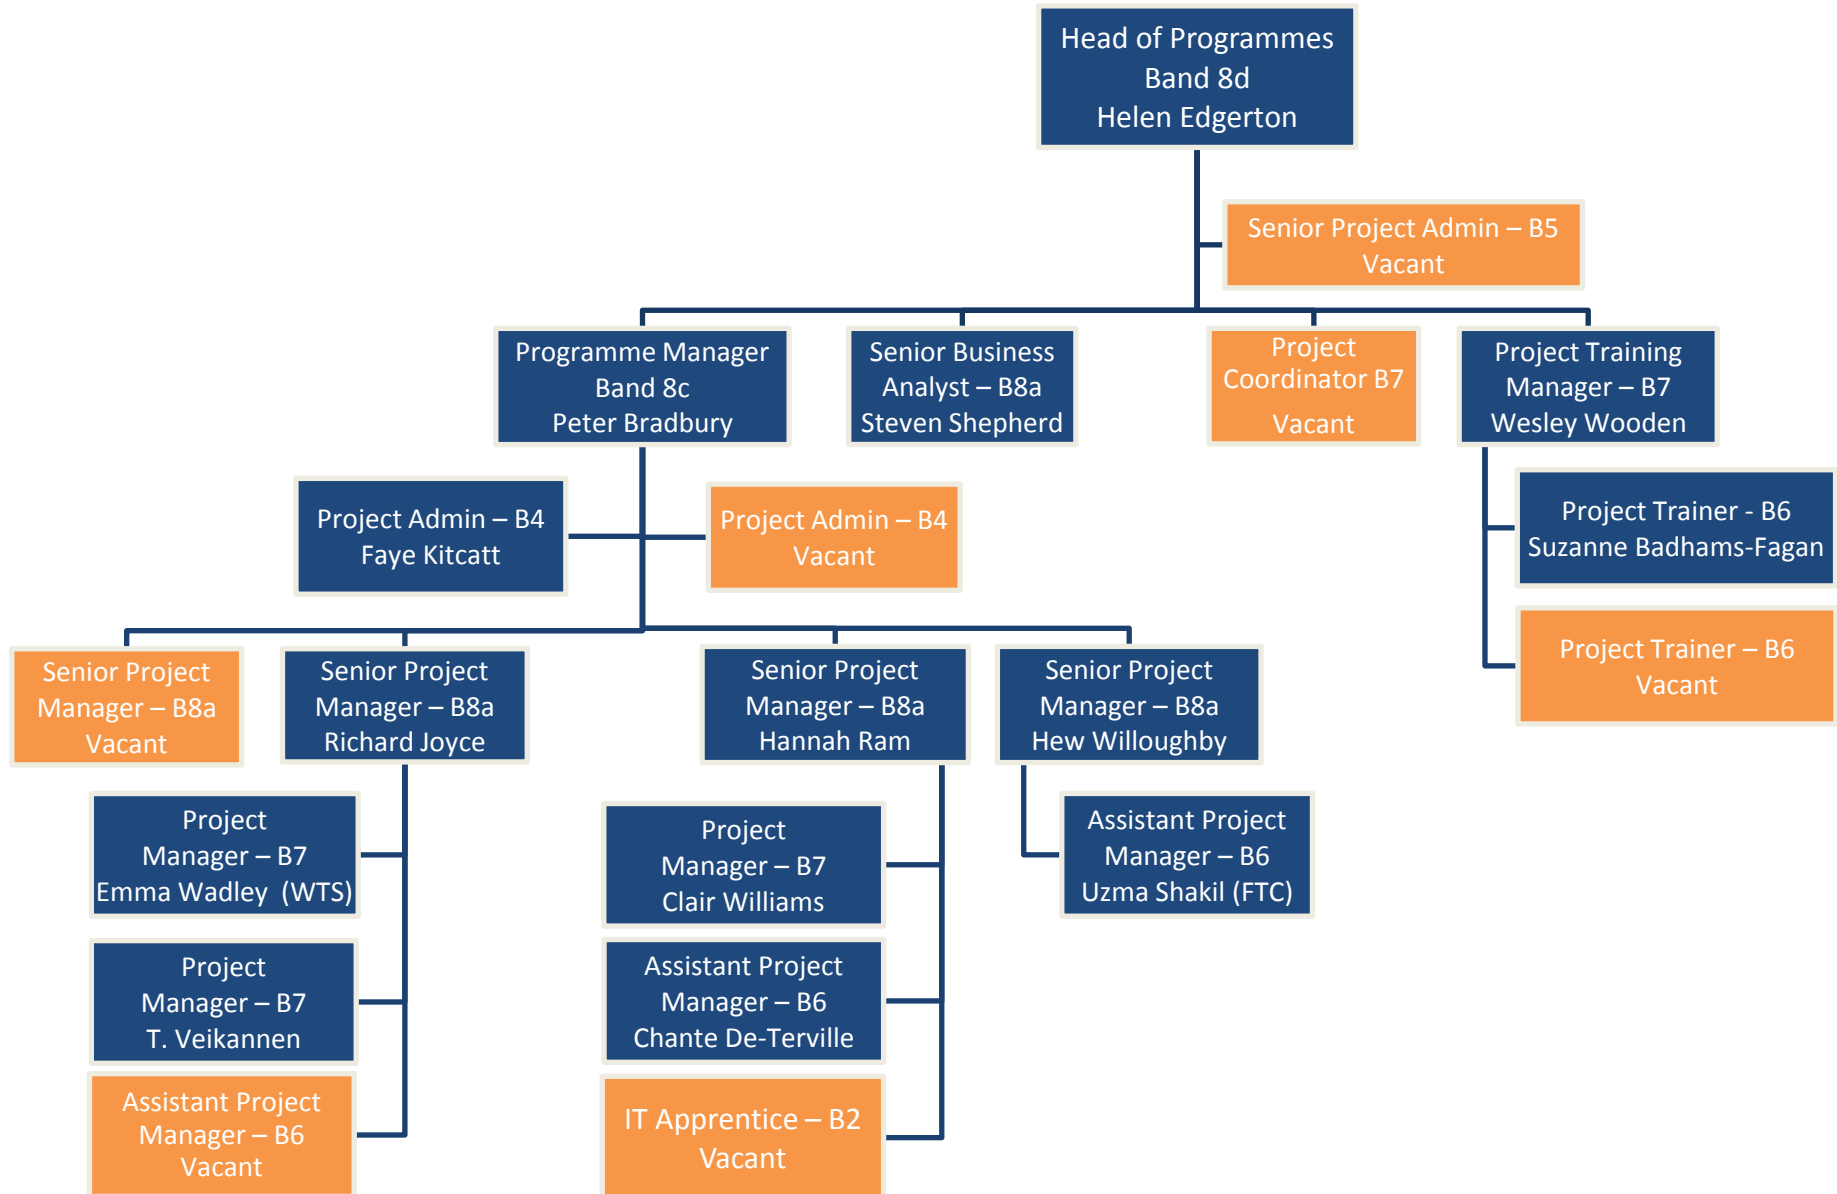 Head of Programmes
Band 8d
Helen Edgerton
Senior Project Admin – B5
Vacant
Programme Manager
Band 8c
Peter Bradbury
Senior Business
Analyst – B8a
Steven Shepherd
Project
Coordinator B7
Vacant
Project Training
Manager – B7
Wesley Wooden
Project Admin – B4
Faye Kitcatt
Project Admin – B4
Vacant
Project Trainer - B6
Suzanne Badhams-Fagan
Project Trainer – B6
Vacant
Senior Project
Manager – B8a
Vacant
Senior Project
Manager – B8a
Richard Joyce
Senior Project
Manager – B8a
Hannah Ram
Senior Project
Manager – B8a
Hew Willoughby
Project
Manager – B7
Emma Wadley  (WTS)
Project
Manager – B7
T. Veikannen
Assistant Project
Manager – B6
Vacant
Project
Manager – B7
Clair Williams
Assistant Project
Manager – B6
Chante De-Terville
IT Apprentice – B2
Vacant
Assistant Project
Manager – B6
Uzma Shakil (FTC)